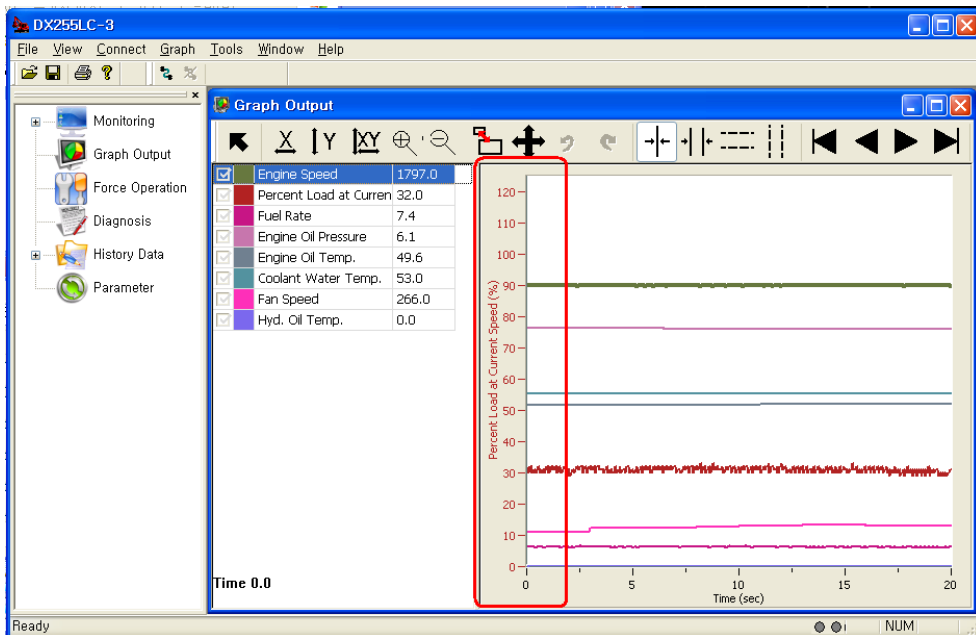 DX255LC-3
File View Connect Graph Tools Window Help
Monitoring
Graph Output
Force Operation
Diagnosis
History Data
Parameter
Graph Output
X Y XY
Engine Speed 1797.0
Percent Load at Curren 32.0
Fuel Rate 7.4
Engine Oil Pressure 6.1
Engine Oil Temp. 49.6
Coolant Water Temp. 53.0
Fan Speed 266.0
Hyd. Oil Temp. 0.0
Time 0.0
Percent Load at Current Speed (%)
120
110
100
90
80
70
60
50
40
30
20
10
0
0 5 10 15 20
Time (sec)
Ready
NUM